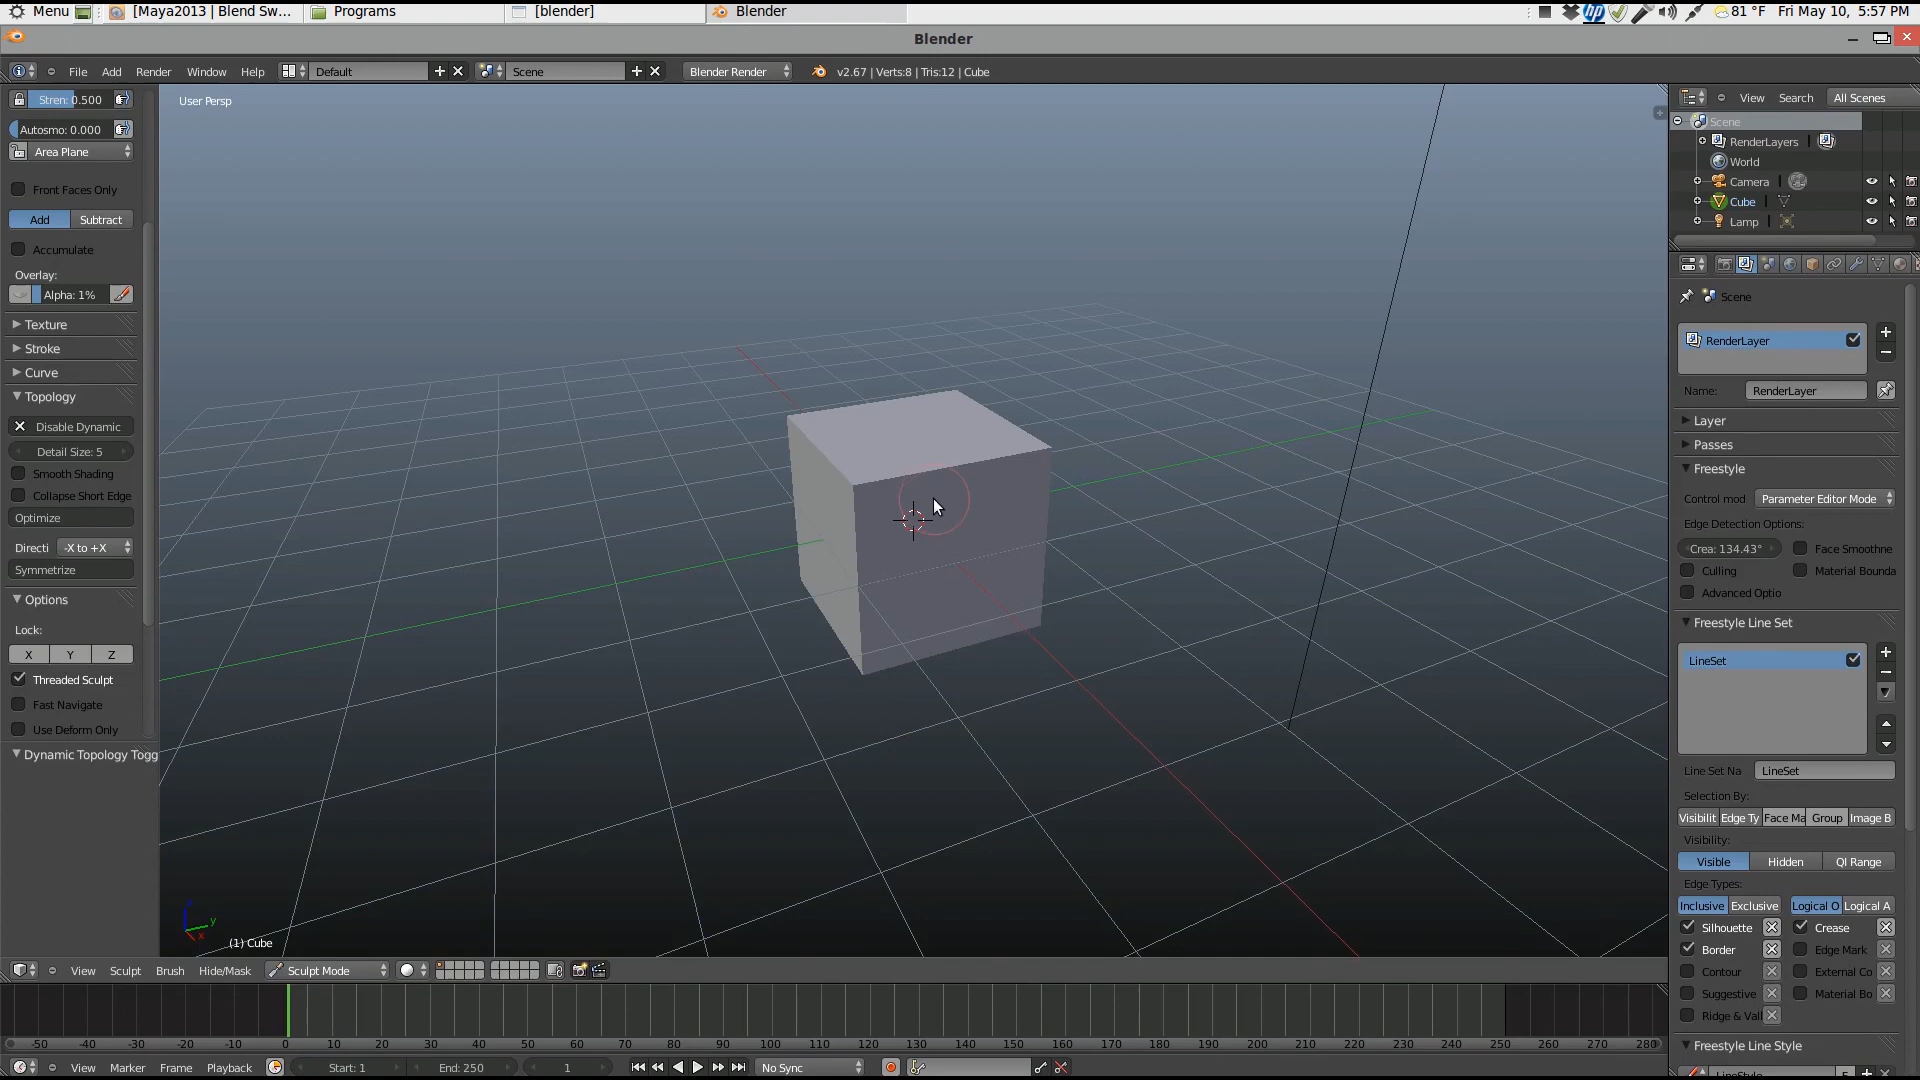 Menu [Maya2013 | Blend Sw... Programs [blender] Blender 81 °F Fri May 10, 5:57 PM
Blender
File Add Render Window Help Default Scene Blender Render v2.67 | Verts:8 | Tris:12 | Cube
Stren: 0.500
Autosmo: 0.000
Area Plane
Front Faces Only
Add Subtract
Accumulate
Overlay:
Alpha: 1%
Texture
Stroke
Curve
Topology
Disable Dynamic
Detail Size: 5
Smooth Shading
Collapse Short Edge
Optimize
Directi -X to +X
Symmetrize
Options
Lock:
X Y Z
Threaded Sculpt
Fast Navigate
Use Deform Only
Dynamic Topology Togg
User Persp
y
x
(1) Cube
View Search All Scenes
Scene
RenderLayers
World
Camera
Cube
Lamp
Scene
RenderLayer
Name: RenderLayer
Layer
Passes
Freestyle
Control mod Parameter Editor Mode
Edge Detection Options:
Crea: 134.43° Face Smoothne
Culling Material Bounda
Advanced Optio
Freestyle Line Set
LineSet
Line Set Na LineSet
Selection By:
Visibilit Edge Ty Face Ma Group Image B
Visibility:
Visible Hidden QI Range
Edge Types:
Inclusive Exclusive Logical O Logical A
Silhouette Crease
Border Edge Mark
Contour External Co
Suggestive Material Bo
Ridge & Vall
Freestyle Line Style
LineStyle F
View Sculpt Brush Hide/Mask Sculpt Mode
-50 -40 -30 -20 -10 0 10 20 30 40 50 60 70 80 90 100 110 120 130 140 150 160 170 180 190 200 210 220 230 240 250 260 270 280
View Marker Frame Playback Start: 1 End: 250 1 No Sync